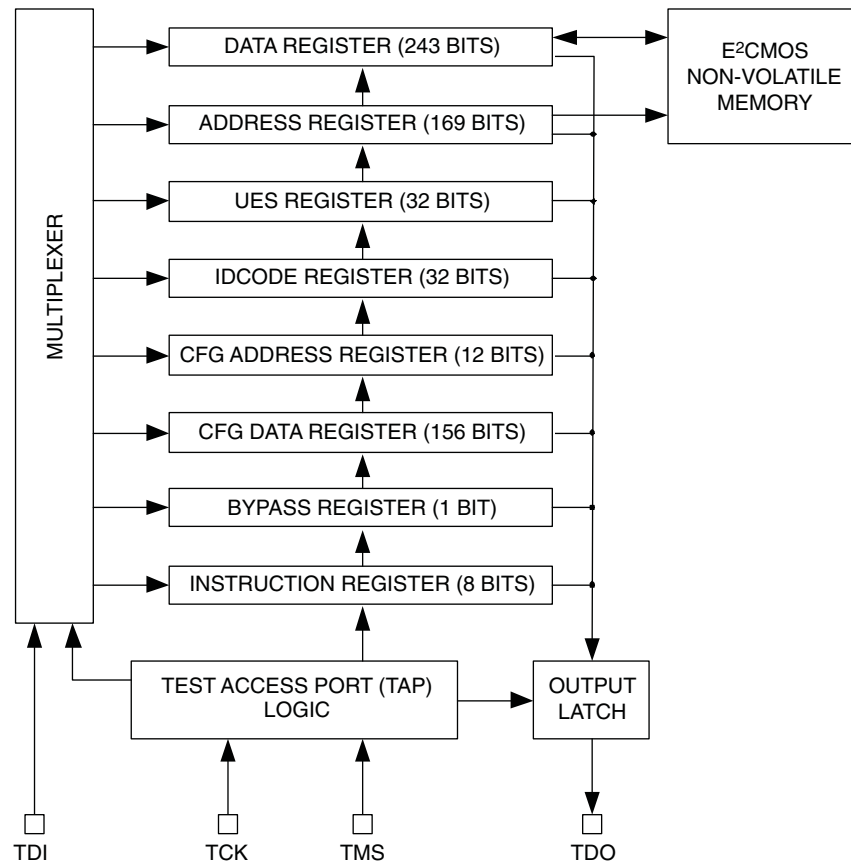 DATA REGISTER (243 BITS)
E²CMOS
NON-VOLATILE
MEMORY
ADDRESS REGISTER (169 BITS)
UES REGISTER (32 BITS)
MULTIPLEXER
IDCODE REGISTER (32 BITS)
CFG ADDRESS REGISTER (12 BITS)
CFG DATA REGISTER (156 BITS)
BYPASS REGISTER (1 BIT)
INSTRUCTION REGISTER (8 BITS)
TEST ACCESS PORT (TAP)
LOGIC
OUTPUT
LATCH
TDI
TCK
TMS
TDO